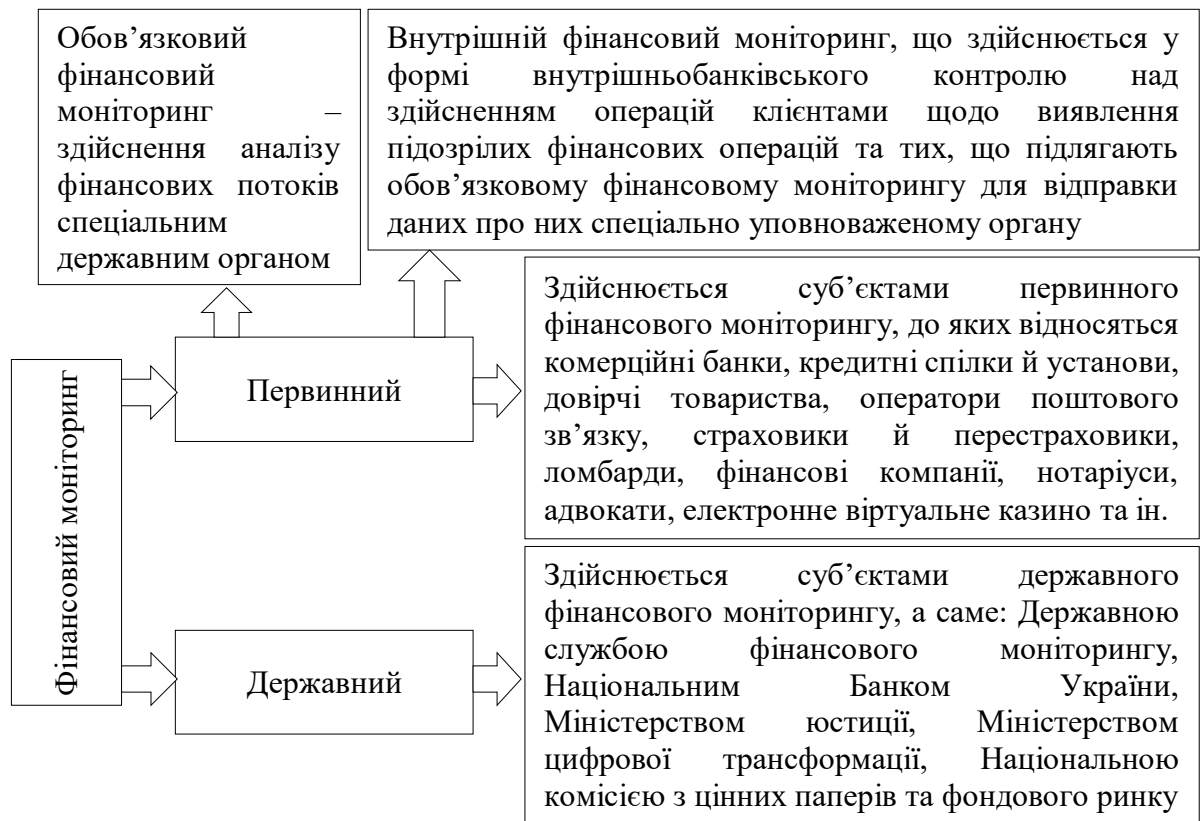 Обов’язковий
фінансовий
моніторинг –
здійснення аналізу
фінансових потоків
спеціальним
державним органом
Внутрішній фінансовий моніторинг, що здійснюється у
формі внутрішньобанківського контролю над
здійсненням операцій клієнтами щодо виявлення
підозрілих фінансових операцій та тих, що підлягають
обов’язковому фінансовому моніторингу для відправки
даних про них спеціально уповноваженому органу
Фінансовий моніторинг
Первинний
Здійснюється суб’єктами первинного
фінансового моніторингу, до яких відносяться
комерційні банки, кредитні спілки й установи,
довірчі товариства, оператори поштового
зв’язку, страховики й перестраховики,
ломбарди, фінансові компанії, нотаріуси,
адвокати, електронне віртуальне казино та ін.
Державний
Здійснюється суб’єктами державного
фінансового моніторингу, а саме: Державною
службою фінансового моніторингу,
Національним Банком України,
Міністерством юстиції, Міністерством
цифрової трансформації, Національною
комісією з цінних паперів та фондового ринку